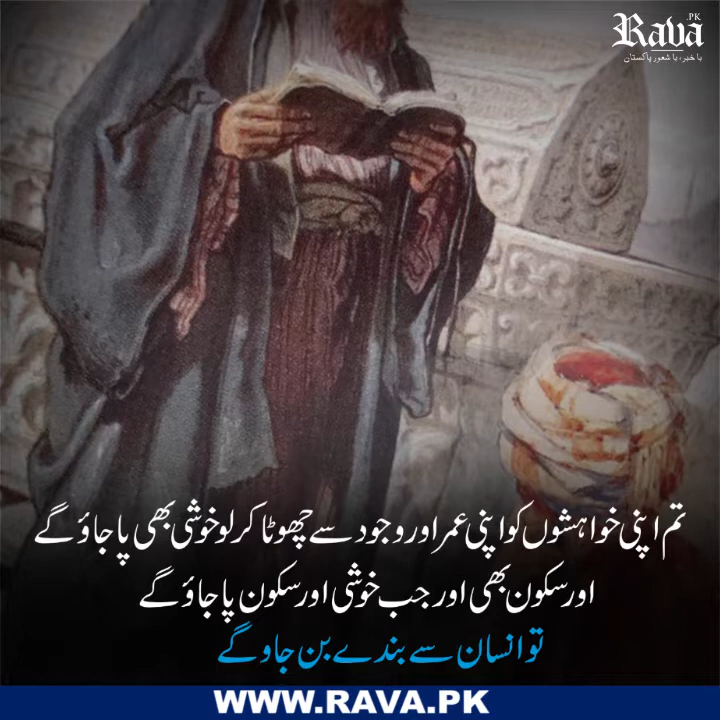 Rava.PK
باخبر، باشعور پاکستان
تم اپنی خواہشوں کو اپنی عمر اور وجود سے چھوٹا کر لو خوشی بھی پا جاؤ گے
اور سکون بھی اور جب خوشی اور سکون پا جاؤ گے
تو انسان سے بندے بن جاو گے
WWW.RAVA.PK